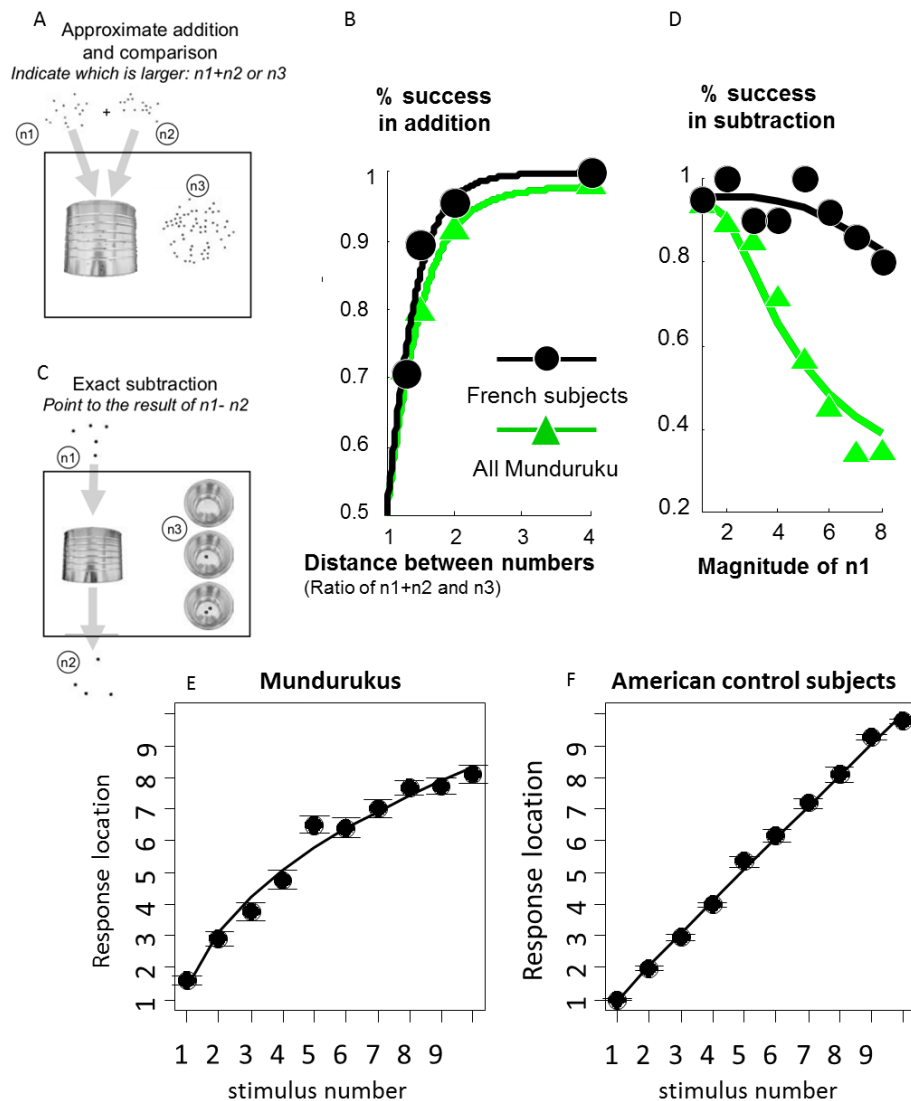 A
Approximate addition
and comparison
Indicate which is larger: n1+n2 or n3
+
n1
n2
n3
B
% success
in addition
1
0.9
0.8
0.7
0.6
0.5
1
2
3
4
Distance between numbers
(Ratio of n1+n2 and n3)
French subjects
All Munduruku
D
% success
in subtraction
1
0.8
0.6
0.4
0.2
2
4
6
8
Magnitude of n1
C
Exact subtraction
Point to the result of n1- n2
n1
n3
n2
E
Mundurukus
Response location
9
8
7
6
5
4
3
2
1
1 2 3 4 5 6 7 8 9
stimulus number
F
American control subjects
Response location
9
8
7
6
5
4
3
2
1
1 2 3 4 5 6 7 8 9
stimulus number